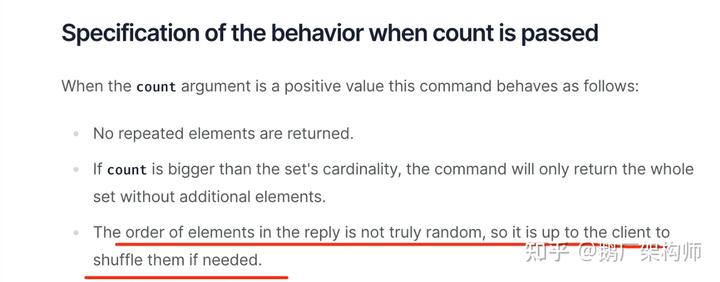 Specification of the behavior when count is passed
When the count argument is a positive value this command behaves as follows:
No repeated elements are returned.
If count is bigger than the set's cardinality, the command will only return the whole
set without additional elements.
The order of elements in the reply is not truly random, so it is up to the client to
shuffle them if needed.
知乎 @鹅厂架构师